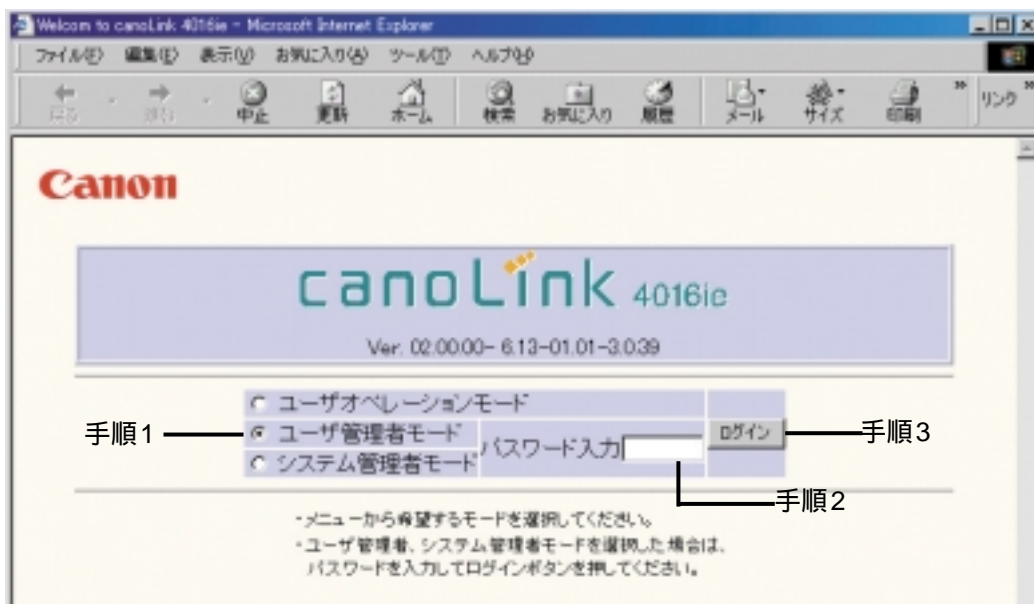 Welcom to canoLink 4016ie - Microsoft Internet Explorer
ファイル(F) 編集(E) 表示(V) お気に入り(A) ツール(T) ヘルプ(H)
戻る 進む 中止 更新 ホーム 検索 お気に入り 履歴 メール サイズ 印刷 » リンク »
Canon
canoLink 4016ie
Ver. 02.00.00- 6.13-01.01-3.0.39
ユーザオペレーションモード
手順1 ユーザ管理者モード パスワード入力 ログイン 手順3
システム管理者モード
手順2
・メニューから希望するモードを選択してください。
・ユーザ管理者、システム管理者モードを選択した場合は、
パスワードを入力してログインボタンを押してください。